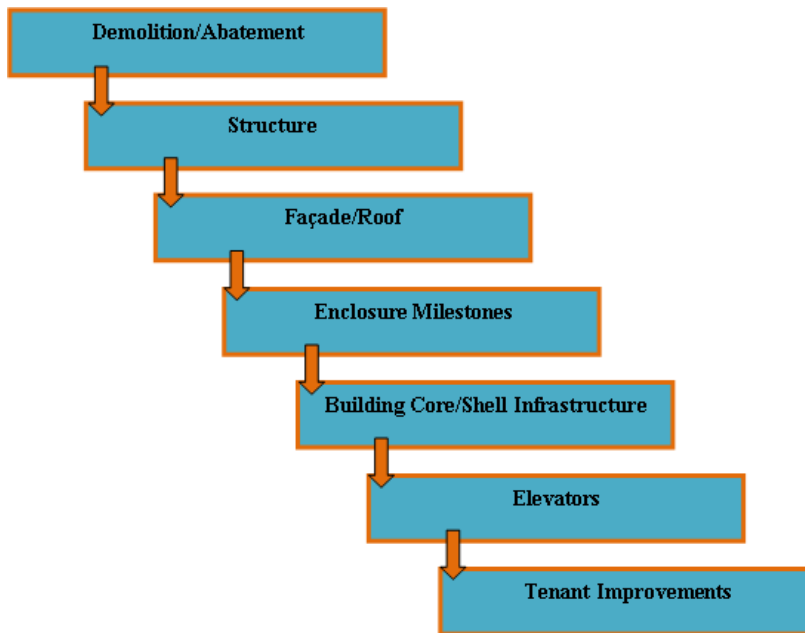 Demolition/Abatement
Structure
Façade/Roof
Enclosure Milestones
Building Core/Shell Infrastructure
Elevators
Tenant Improvements